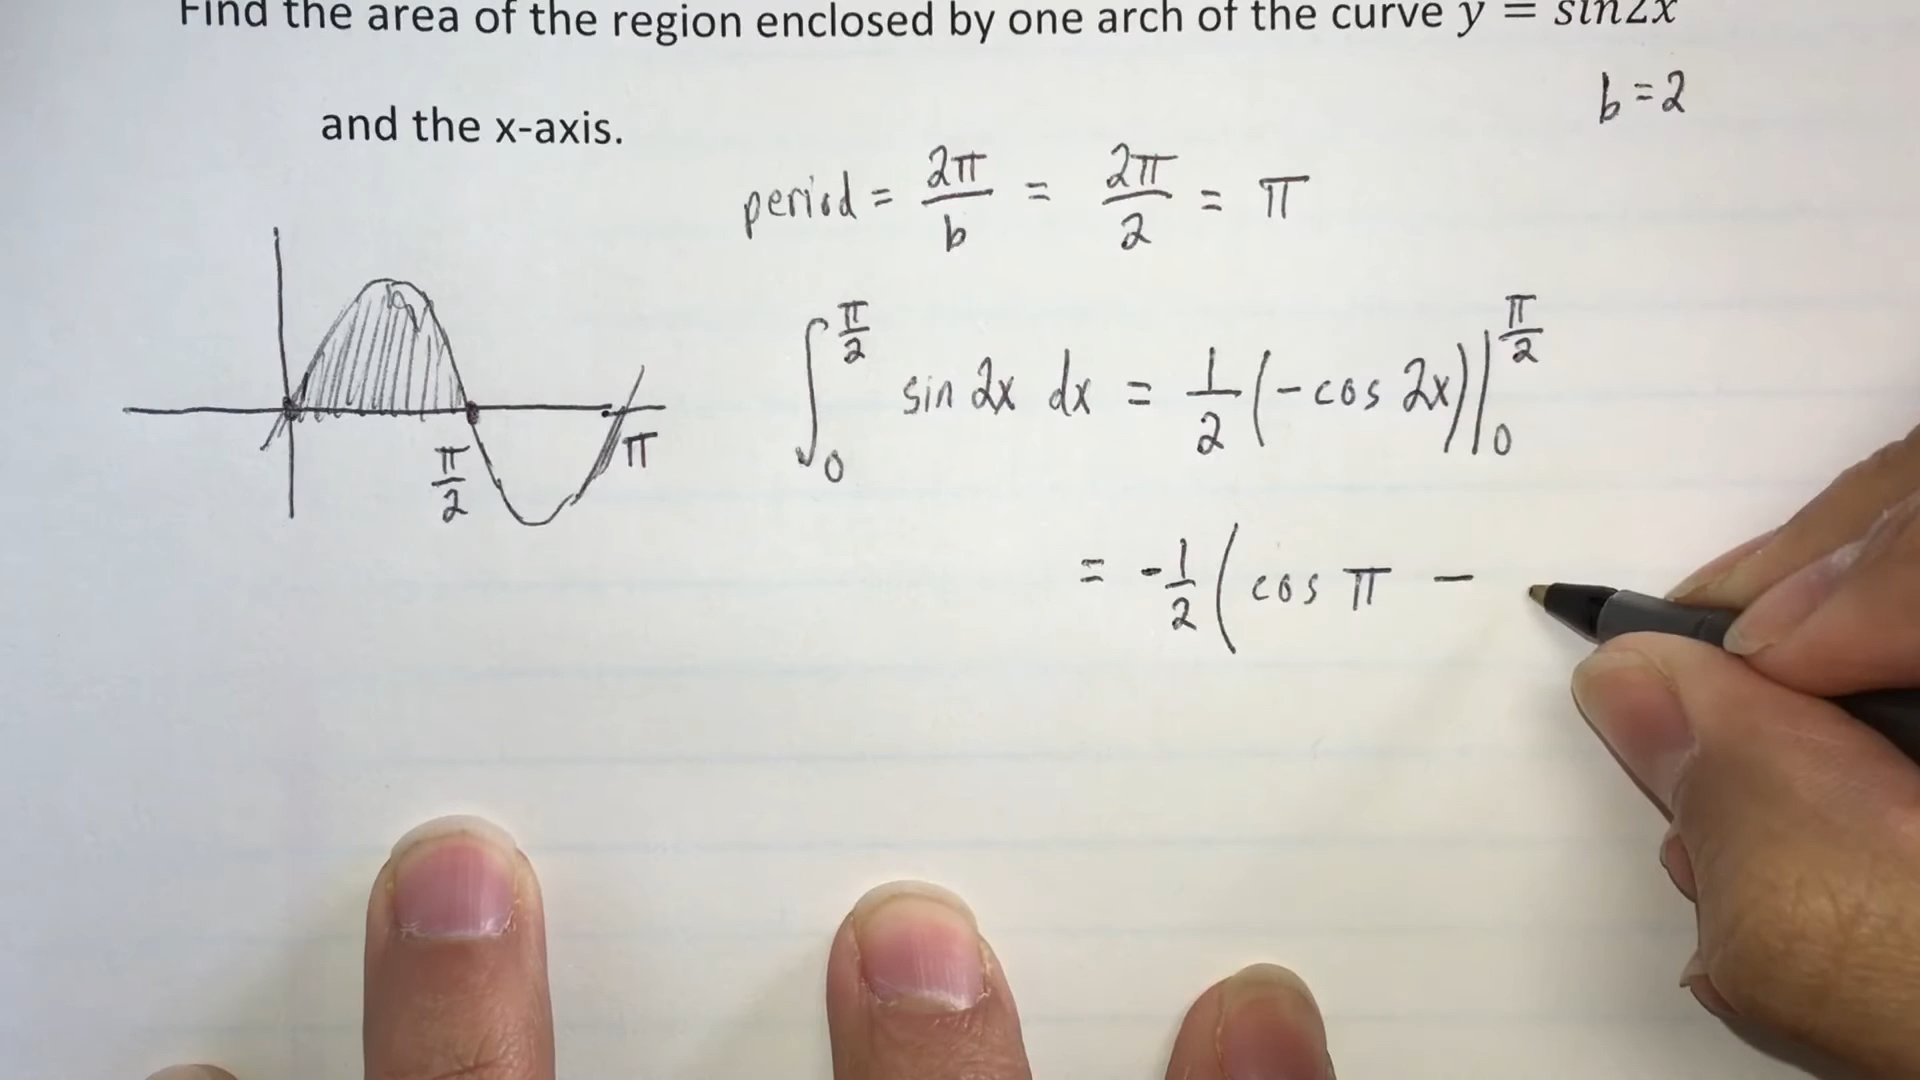 Find the area of the region enclosed by one arch of the curve y = sin2x
b = 2
and the x-axis.
period = 2π/b = 2π/2 = π
π/2
π
∫₀^(π/2) sin 2x dx = 1/2 (-cos 2x)|₀^(π/2)
= -1/2 (cos π -